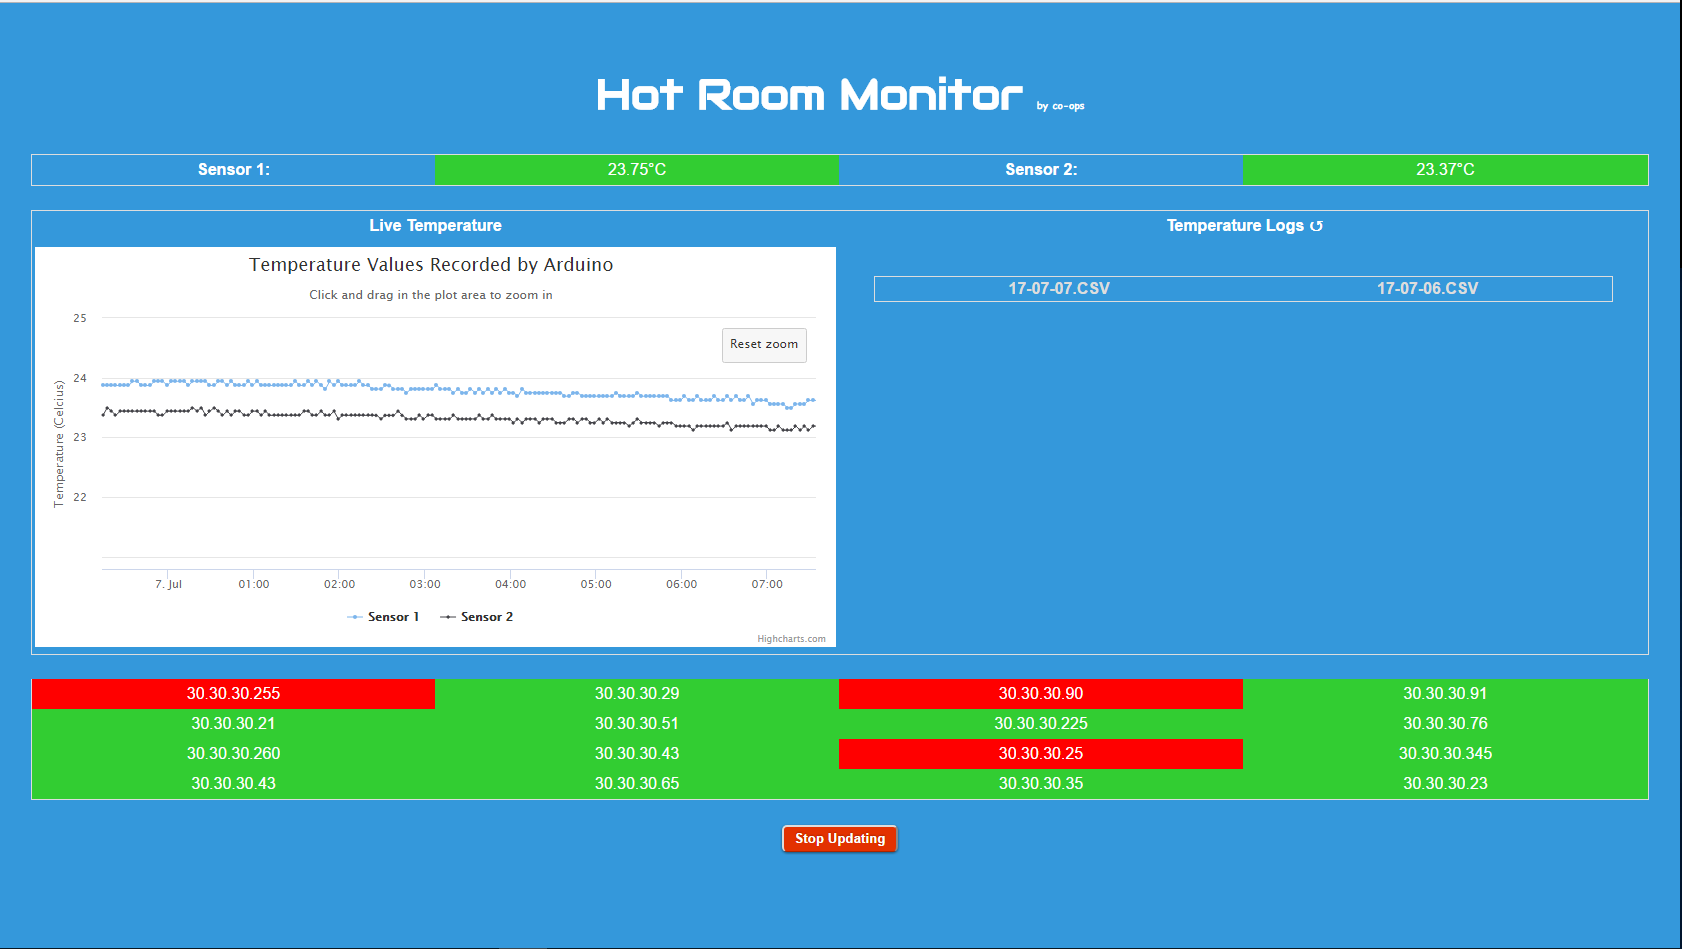 Hot Room Monitor by co-ops
Sensor 1: 23.75°C Sensor 2: 23.37°C
Live Temperature
Temperature Logs ↺
Temperature Values Recorded by Arduino
Click and drag in the plot area to zoom in
Reset zoom
Temperature (Celcius)
25
24
23
22
7. Jul 01:00 02:00 03:00 04:00 05:00 06:00 07:00
Sensor 1 Sensor 2
Highcharts.com
17-07-07.CSV 17-07-06.CSV
30.30.30.255 30.30.30.29 30.30.30.90 30.30.30.91
30.30.30.21 30.30.30.51 30.30.30.225 30.30.30.76
30.30.30.260 30.30.30.43 30.30.30.25 30.30.30.345
30.30.30.43 30.30.30.65 30.30.30.35 30.30.30.23
Stop Updating